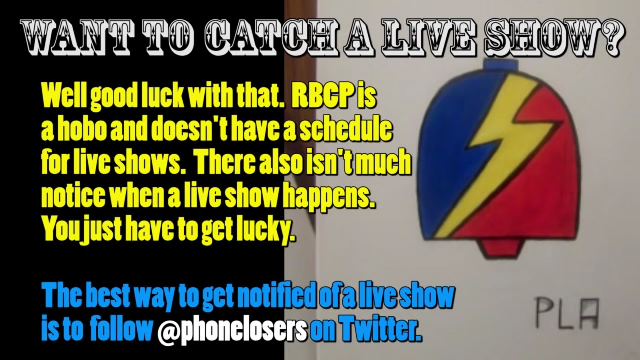 WANT TO CATCH A LIVE SHOW?
Well good luck with that. RBCP is
a hobo and doesn't have a schedule
for live shows. There also isn't much
notice when a live show happens.
You just have to get lucky.
The best way to get notified of a live show
is to follow @phonelosers on Twitter.
PLA